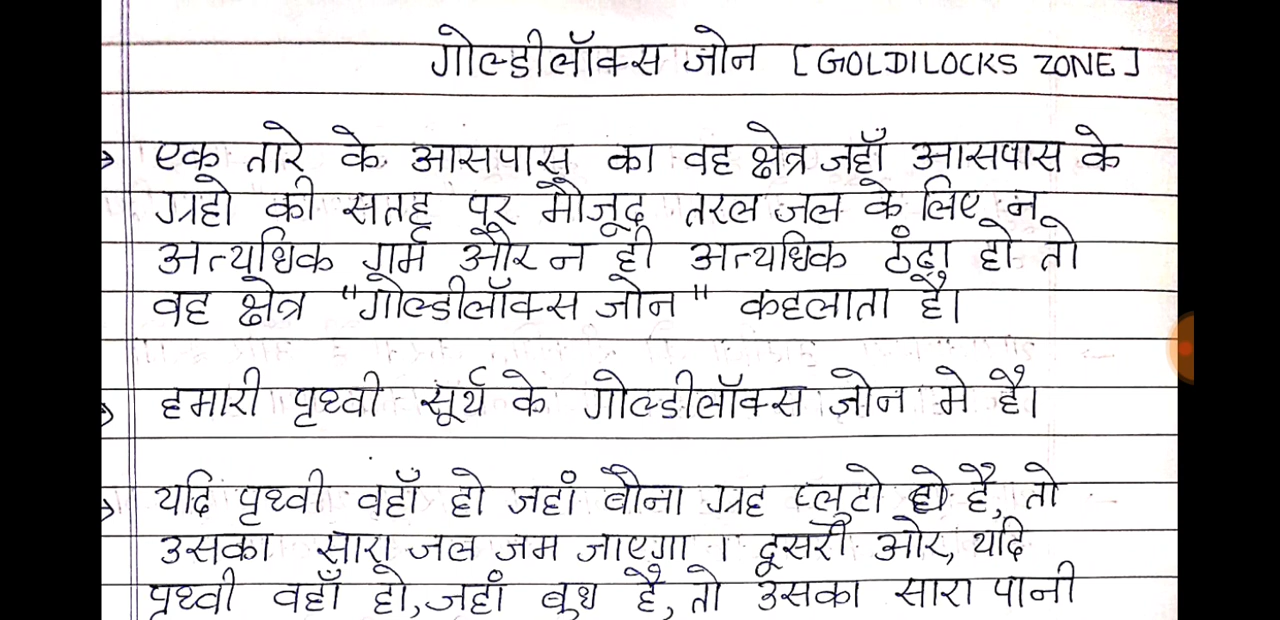 गोल्डीलॉक्स जोन [GOLDILOCKS ZONE]
→ एक तारे के आसपास का वह क्षेत्र जहाँ आसपास के
ग्रहो की सतह पर मौजूद तरल जल के लिए न
अत्यधिक गर्म और न ही अत्यधिक ठंढा हो तो
वह क्षेत्र "गोल्डीलॉक्स जोन" कहलाता है।
→ हमारी पृथ्वी सूर्य के गोल्डीलॉक्स जोन मे है।
→ यदि पृथ्वी वहाँ हो जहां बौना ग्रह प्लुटो है, तो
उसका सारा जल जम जाएगा । दूसरी ओर, यदि
पृथ्वी वहाँ हो, जहां बुध है, तो उसका सारा पानी